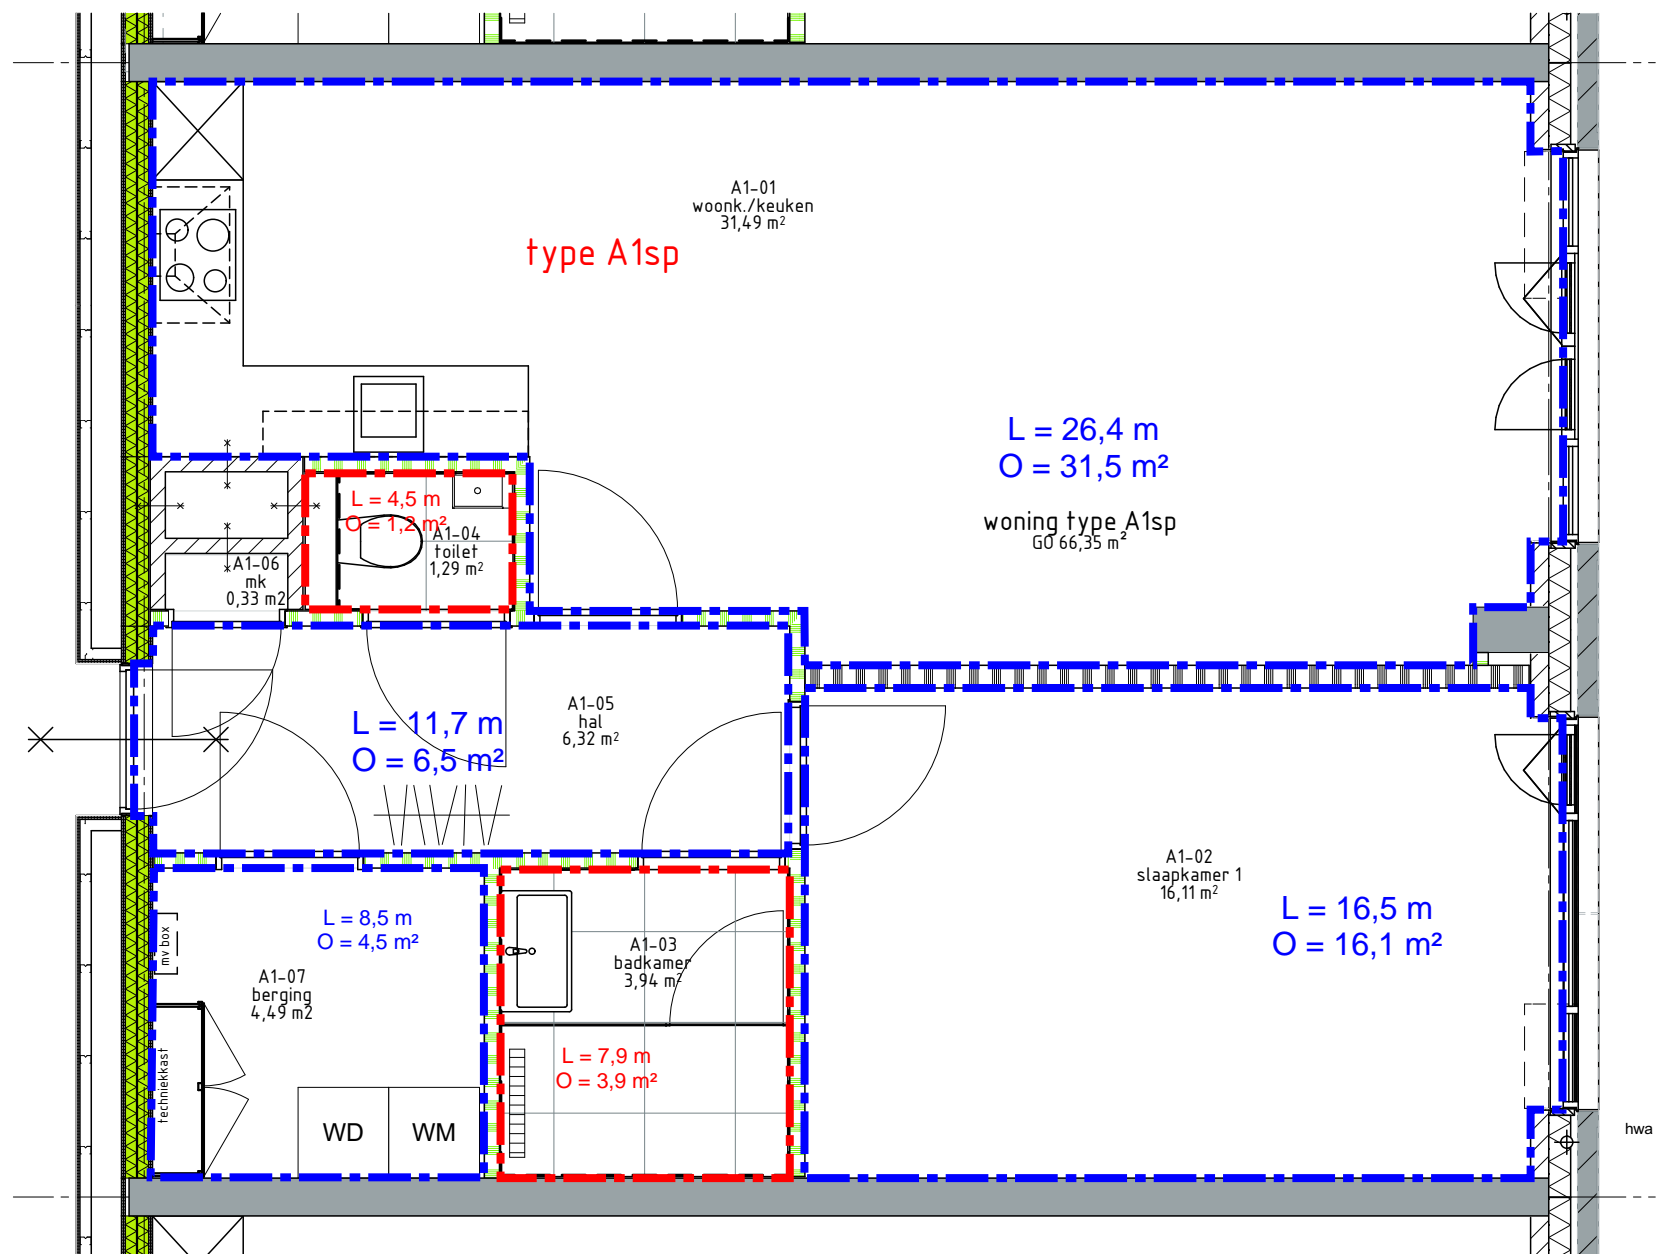 A1-01
woonk./keuken
31,49 m²
type A1sp
L = 26,4 m
O = 31,5 m²
woning type A1sp
GO 66,35 m²
L = 4,5 m
O = 1,2 m²
A1-04
toilet
1,29 m²
A1-06
mk
0,33 m2
A1-05
hal
6,32 m²
L = 11,7 m
O = 6,5 m²
A1-02
slaapkamer 1
16,11 m²
L = 16,5 m
O = 16,1 m²
L = 8,5 m
O = 4,5 m²
mv box
A1-07
berging
4,49 m2
A1-03
badkamer
3,94 m²
L = 7,9 m
O = 3,9 m²
techniekkast
WD
WM
hwa